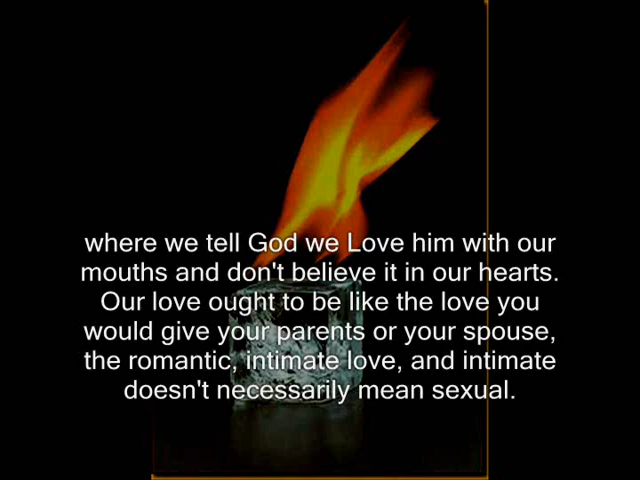 where we tell God we Love him with our
mouths and don't believe it in our hearts.
Our love ought to be like the love you
would give your parents or your spouse,
the romantic, intimate love, and intimate
doesn't necessarily mean sexual.